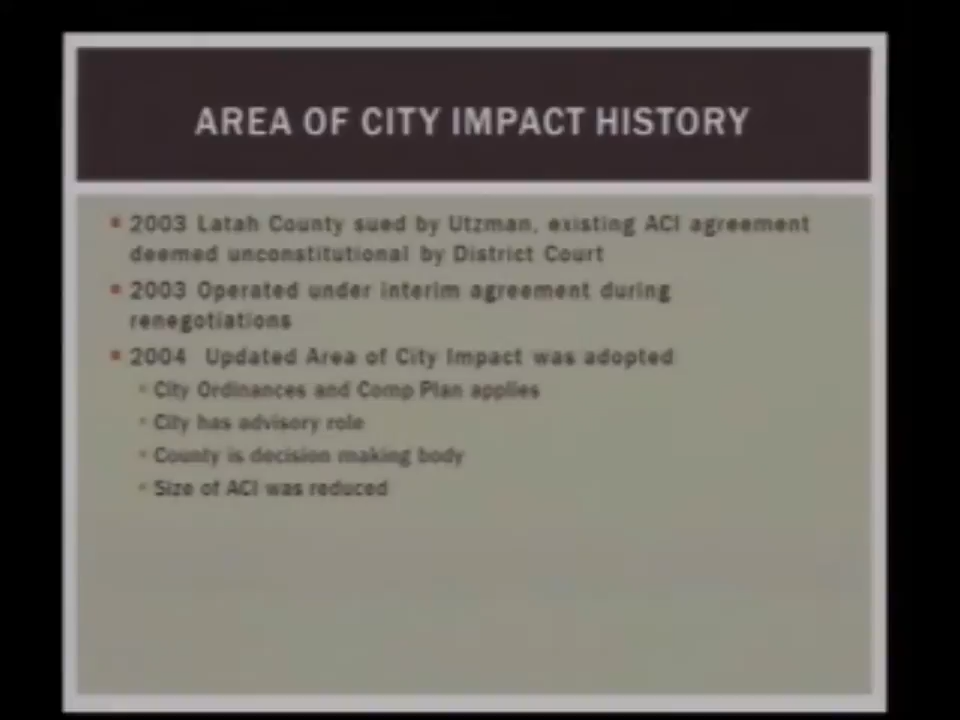 AREA OF CITY IMPACT HISTORY
2003 Latah County sued by Utzman, existing ACI agreement
deemed unconstitutional by District Court
2003 Operated under interim agreement during
renegotiations
2004 Updated Area of City Impact was adopted
City Ordinances and Comp Plan applies
City has advisory role
County is decision making body
Size of ACI was reduced